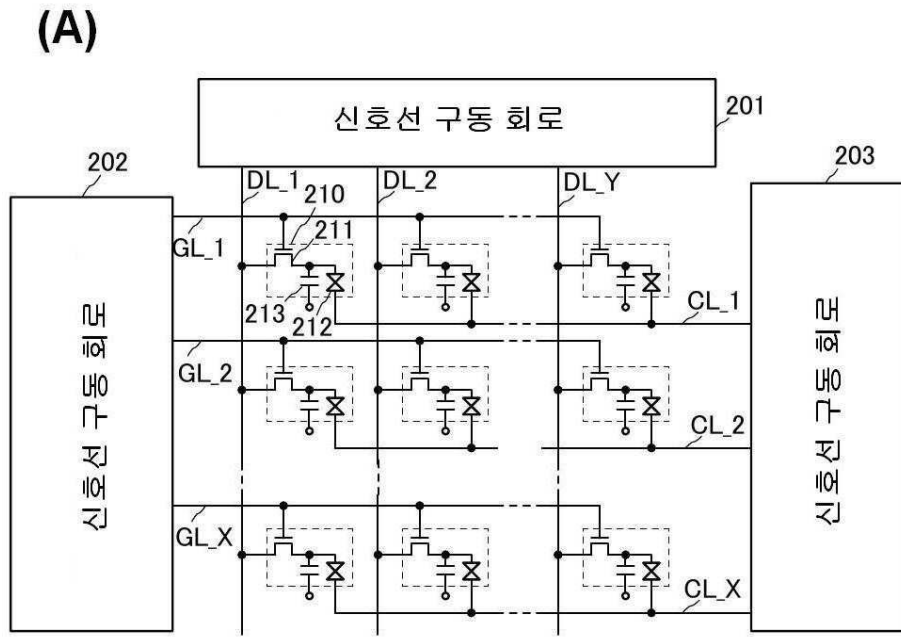 (A)
신호선 구동 회로
201
202
203
DL_1
DL_2
DL_Y
210
211
GL_1
213
212
CL_1
신호선 구동 회로
신호선 구동 회로
GL_2
CL_2
GL_X
CL_X